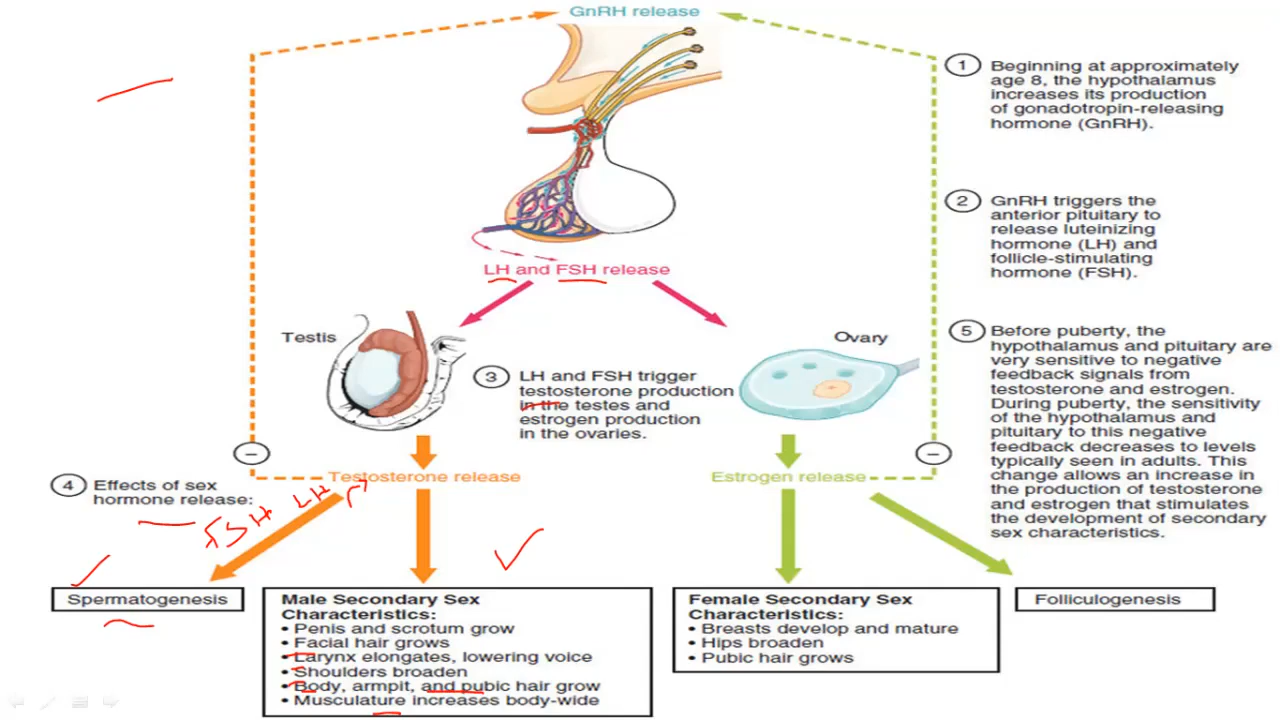 GnRH release
1 Beginning at approximately
age 8, the hypothalamus
increases its production
of gonadotropin-releasing
hormone (GnRH).
2 GnRH triggers the
anterior pituitary to
release luteinizing
hormone (LH) and
follicle-stimulating
hormone (FSH).
LH and FSH release
Testis
Ovary
3 LH and FSH trigger
testosterone production
in the testes and
estrogen production
in the ovaries.
5 Before puberty, the
hypothalamus and pituitary are
very sensitive to negative
feedback signals from
testosterone and estrogen.
During puberty, the sensitivity
of the hypothalamus and
pituitary to this negative
feedback decreases to levels
typically seen in adults. This
change allows an increase in
the production of testosterone
and estrogen that stimulates
the development of secondary
sex characteristics.
−
−
Testosterone release
Estrogen release
4 Effects of sex
hormone release:
FSH LH
Spermatogenesis
Male Secondary Sex
Characteristics:
• Penis and scrotum grow
• Facial hair grows
• Larynx elongates, lowering voice
• Shoulders broaden
• Body, armpit, and pubic hair grow
• Musculature increases body-wide
Female Secondary Sex
Characteristics:
• Breasts develop and mature
• Hips broaden
• Pubic hair grows
Folliculogenesis